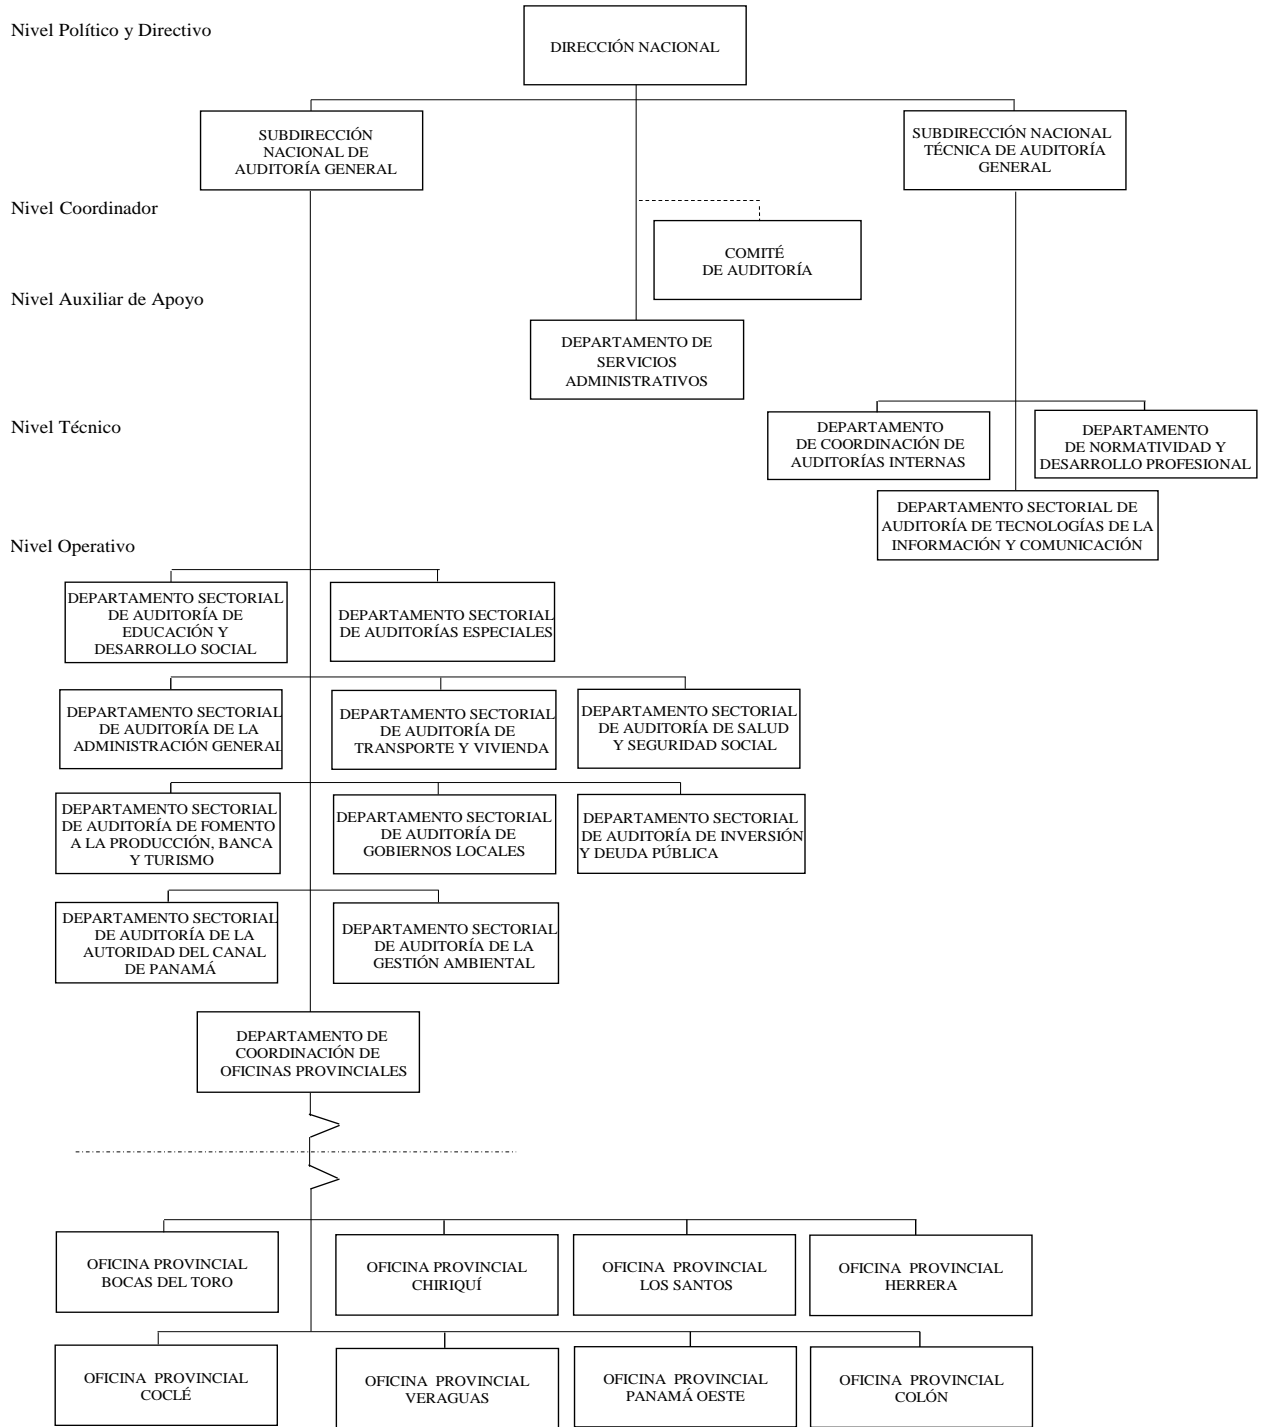 Nivel Político y Directivo
DIRECCIÓN NACIONAL
SUBDIRECCIÓN
NACIONAL DE
AUDITORÍA GENERAL
SUBDIRECCIÓN NACIONAL
TÉCNICA DE AUDITORÍA
GENERAL
Nivel Coordinador
COMITÉ
DE AUDITORÍA
Nivel Auxiliar de Apoyo
DEPARTAMENTO DE
SERVICIOS
ADMINISTRATIVOS
Nivel Técnico
DEPARTAMENTO
DE COORDINACIÓN DE
AUDITORÍAS INTERNAS
DEPARTAMENTO
DE NORMATIVIDAD Y
DESARROLLO PROFESIONAL
DEPARTAMENTO SECTORIAL DE
AUDITORÍA DE TECNOLOGÍAS DE LA
INFORMACIÓN Y COMUNICACIÓN
Nivel Operativo
DEPARTAMENTO SECTORIAL
DE AUDITORÍA DE
EDUCACIÓN Y
DESARROLLO SOCIAL
DEPARTAMENTO SECTORIAL
DE AUDITORÍAS ESPECIALES
DEPARTAMENTO SECTORIAL
DE AUDITORÍA DE LA
ADMINISTRACIÓN GENERAL
DEPARTAMENTO SECTORIAL
DE AUDITORÍA DE
TRANSPORTE Y VIVIENDA
DEPARTAMENTO SECTORIAL
DE AUDITORÍA DE SALUD
Y SEGURIDAD SOCIAL
DEPARTAMENTO SECTORIAL
DE AUDITORÍA DE FOMENTO
A LA PRODUCCIÓN, BANCA
Y TURISMO
DEPARTAMENTO SECTORIAL
DE AUDITORÍA DE
GOBIERNOS LOCALES
DEPARTAMENTO SECTORIAL
DE AUDITORÍA DE INVERSIÓN
Y DEUDA PÚBLICA
DEPARTAMENTO SECTORIAL
DE AUDITORÍA DE LA
AUTORIDAD DEL CANAL
DE PANAMÁ
DEPARTAMENTO SECTORIAL
DE AUDITORÍA DE LA
GESTIÓN AMBIENTAL
DEPARTAMENTO DE
COORDINACIÓN DE
OFICINAS PROVINCIALES
OFICINA PROVINCIAL
BOCAS DEL TORO
OFICINA PROVINCIAL
CHIRIQUÍ
OFICINA PROVINCIAL
LOS SANTOS
OFICINA PROVINCIAL
HERRERA
OFICINA PROVINCIAL
COCLÉ
OFICINA PROVINCIAL
VERAGUAS
OFICINA PROVINCIAL
PANAMÁ OESTE
OFICINA PROVINCIAL
COLÓN